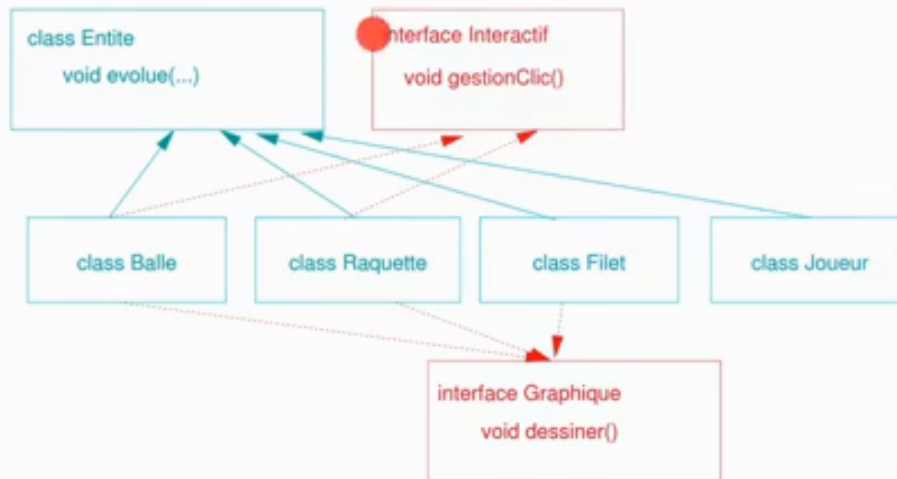 class Entite
void evolue(...)
interface Interactif
void gestionClic()
class Balle
class Raquette
class Filet
class Joueur
interface Graphique
void dessiner()